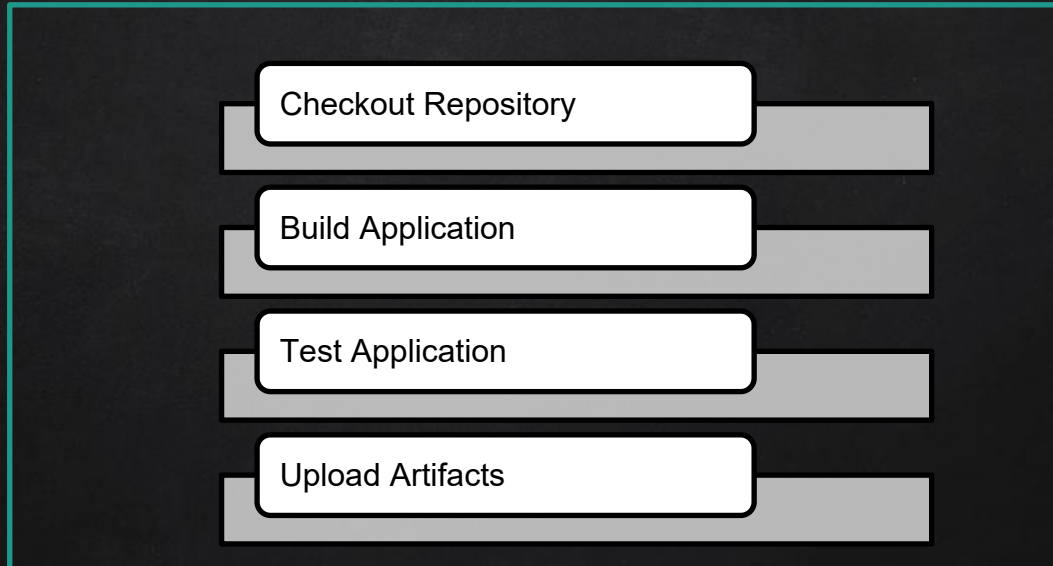 Checkout Repository
Build Application
Test Application
Upload Artifacts